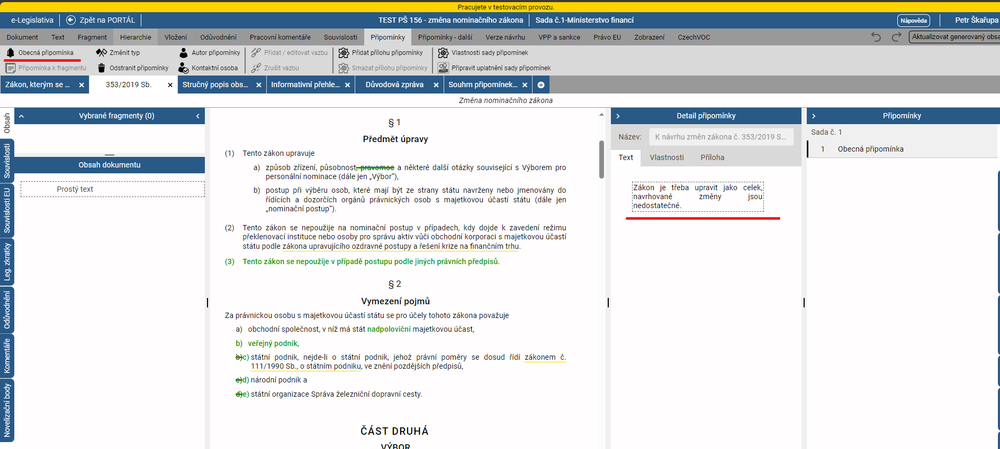 Pracujete v testovacím provozu.
e-Legislativa
Zpět na PORTÁL
TEST PŠ 156 - změna nominačního zákona
Sada č.1-Ministerstvo financí
Nápověda
Petr Škařupa
Dokument
Text
Fragment
Hierarchie
Vložení
Odůvodnění
Pracovní komentáře
Souvislosti
Připomínky
Připomínky - další
Verze návrhu
VPP a sankce
Právo EU
Zobrazení
CzechVOC
Aktualizovat generovaný obsa
Obecná připomínka
Změnit typ
Autor připomínky
Přidat / editovat vazbu
Přidat přílohu připomínky
Vlastnosti sady připomínek
Připomínka k fragmentu
Odstranit připomínky
Kontaktní osoba
Zrušit vazbu
Smazat přílohu připomínky
Připravit uplatnění sady připomínek
Zákon, kterým se ...
353/2019 Sb.
Stručný popis obs...
Informativní přehle...
Důvodová zpráva
Souhrn připomínek...
Změna nominačního zákona
Obsah
Souvislosti
Souvislosti EU
Leg. zkratky
Odůvodnění
Komentáře
Novelizační body
Vybrané fragmenty (0)
Obsah dokumentu
Prostý text
§ 1
Předmět úpravy
(1) Tento zákon upravuje
a) způsob zřízení, působnost, pravomoc a některé další otázky související s Výborem pro
personální nominace (dále jen „Výbor“),
b) postup při výběru osob, které mají být ze strany státu navrženy nebo jmenovány do
řídících a dozorčích orgánů právnických osob s majetkovou účastí státu (dále jen
„nominační postup“).
(2) Tento zákon se nepoužije na nominační postup v případech, kdy dojde k zavedení režimu
překlenovací instituce nebo osoby pro správu aktiv vůči obchodní korporaci s majetkovou účastí
státu podle zákona upravujícího ozdravné postupy a řešení krize na finančním trhu.
(3) Tento zákon se nepoužije v případě postupu podle jiných právních předpisů.
§ 2
Vymezení pojmů
Za právnickou osobu s majetkovou účastí státu se pro účely tohoto zákona považuje
a) obchodní společnost, v níž má stát nadpoloviční majetkovou účast,
b) veřejný podnik,
b)c) státní podnik, nejde-li o státní podnik, jehož právní poměry se dosud řídí zákonem č.
111/1990 Sb., o státním podniku, ve znění pozdějších předpisů,
c)d) národní podnik a
d)e) státní organizace Správa železniční dopravní cesty.
ČÁST DRUHÁ
VÝBOR
Detail připomínky
Název:
K návrhu změn zákona č. 353/2019 S...
Text
Vlastnosti
Příloha
Zákon je třeba upravit jako celek,
navrhované změny jsou
nedostatečné.
Připomínky
Sada č. 1
1 Obecná připomínka